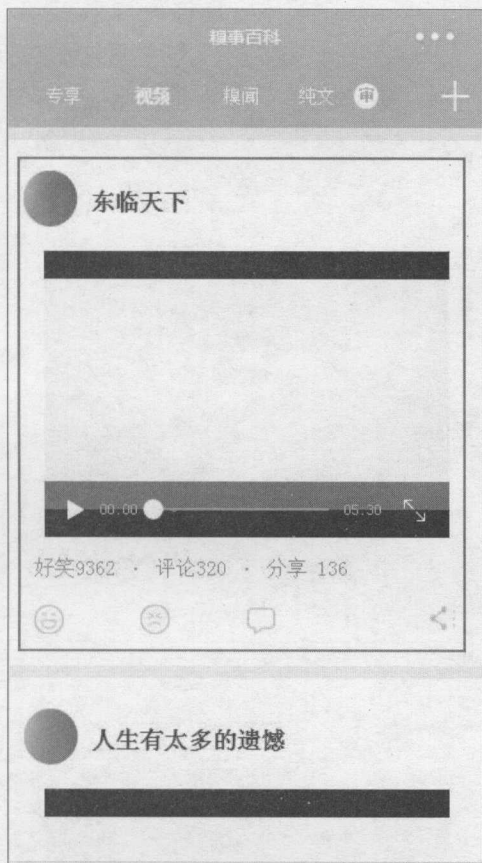 糗事百科
专享 视频 糗闻 纯文 审
东临天下
00:00 05:30
好笑9362 · 评论320 · 分享 136
人生有太多的遗憾